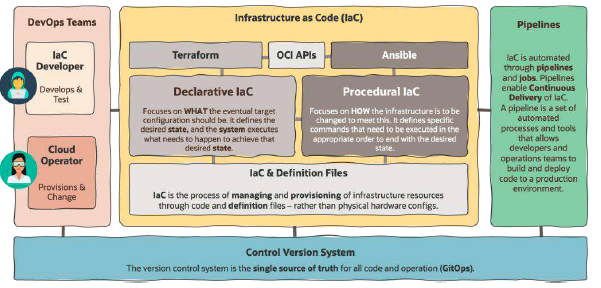 DevOps Teams
IaC
Developer
Develops &
Test
Cloud
Operator
Provisions &
Change
Infrastructure as Code (IaC)
Terraform
OCI APIs
Ansible
Declarative IaC
Focuses on WHAT the eventual target
configuration should be. It defines the
desired state, and the system executes
what needs to happen to achieve that
desired state.
Procedural IaC
Focuses on HOW the infrastructure is to be
changed to meet this. It defines specific
commands that need to be executed in the
appropriate order to end with the desired
state.
IaC & Definition Files
IaC is the process of managing and provisioning of infrastructure resources
through code and definition files – rather than physical hardware configs.
Pipelines
IaC is automated
through pipelines
and jobs. Pipelines
enable Continuous
Delivery of IaC.
A pipeline is a set of
automated
processes and tools
that allows
developers and
operations teams to
build and deploy
code to a production
environment.
Control Version System
The version control system is the single source of truth for all code and operation (GitOps).